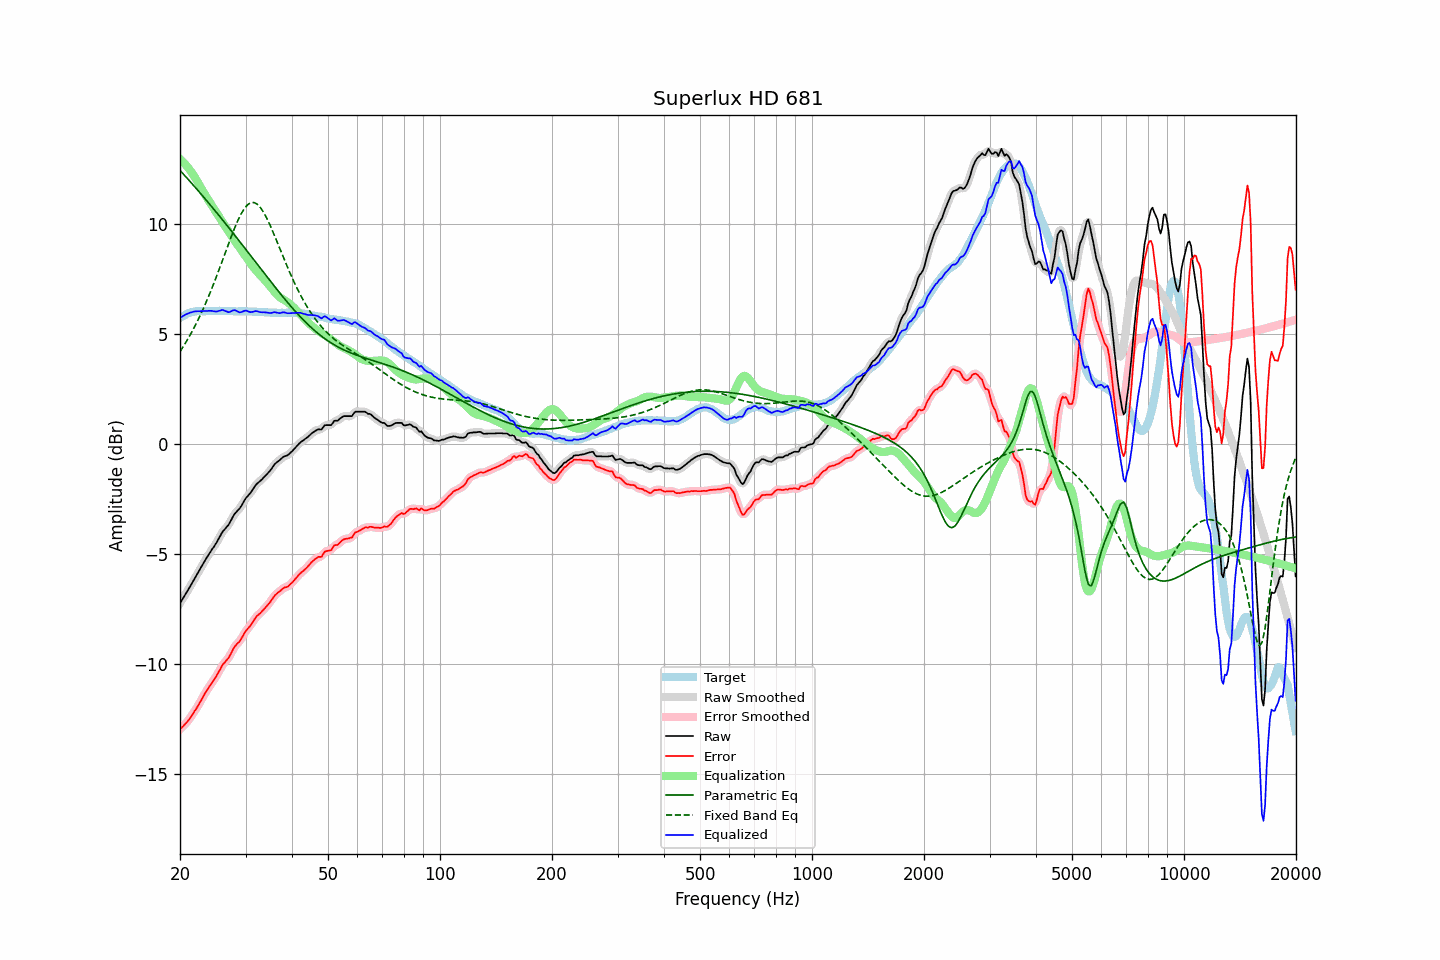 Superlux HD 681
Amplitude (dBr)
10
5
0
−5
−10
−15
Target
Raw Smoothed
Error Smoothed
Raw
Error
Equalization
Parametric Eq
Fixed Band Eq
Equalized
20 50 100 200 500 1000 2000 5000 10000 20000
Frequency (Hz)